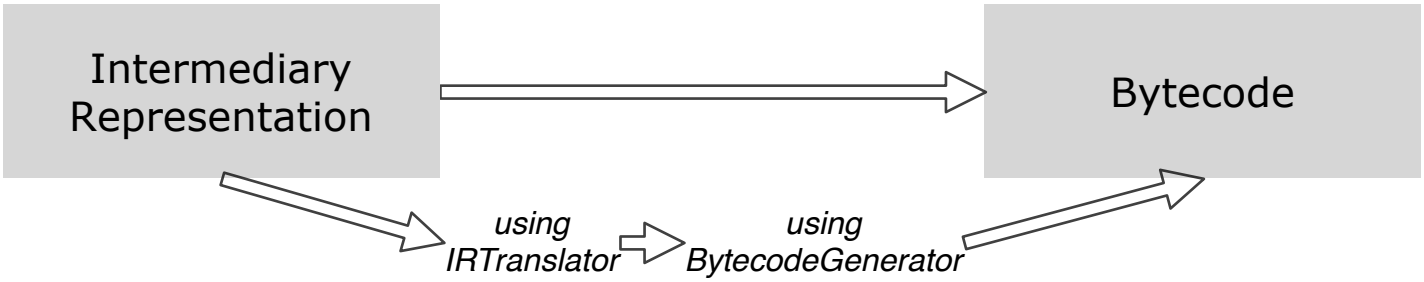 Intermediary
Representation
Bytecode
using
IRTranslator
using
BytecodeGenerator